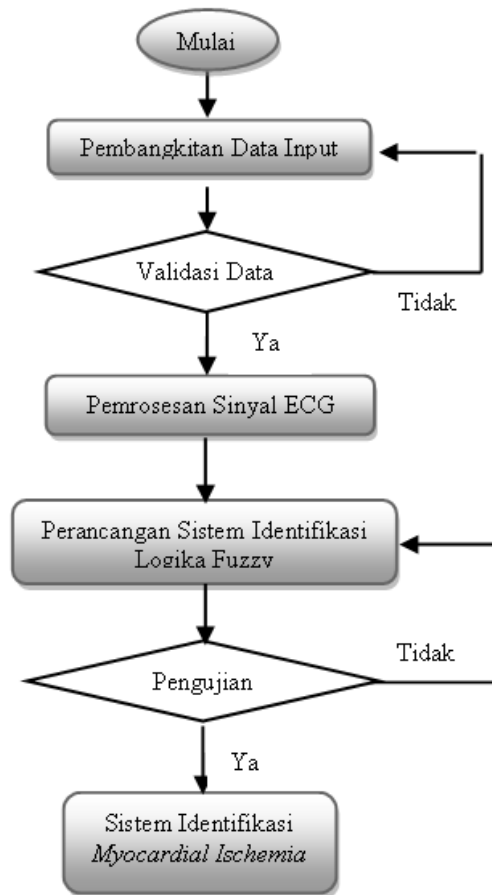 Mulai
Pembangkitan Data Input
Validasi Data
Tidak
Ya
Pemrosesan Sinyal ECG
Perancangan Sistem Identifikasi
Logika Fuzzy
Tidak
Pengujian
Ya
Sistem Identifikasi
Myocardial Ischemia